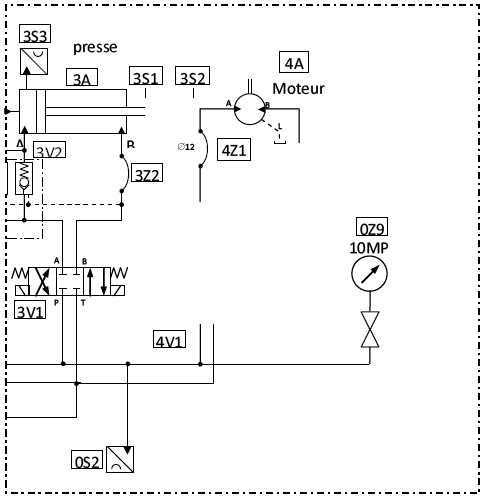 3S3
presse
3A
3S1
3S2
4A
Moteur
A
B
L
∅12
4Z1
A
3V2
3Z2
0Z9
10MP
A
B
3V1
P
T
4V1
0S2